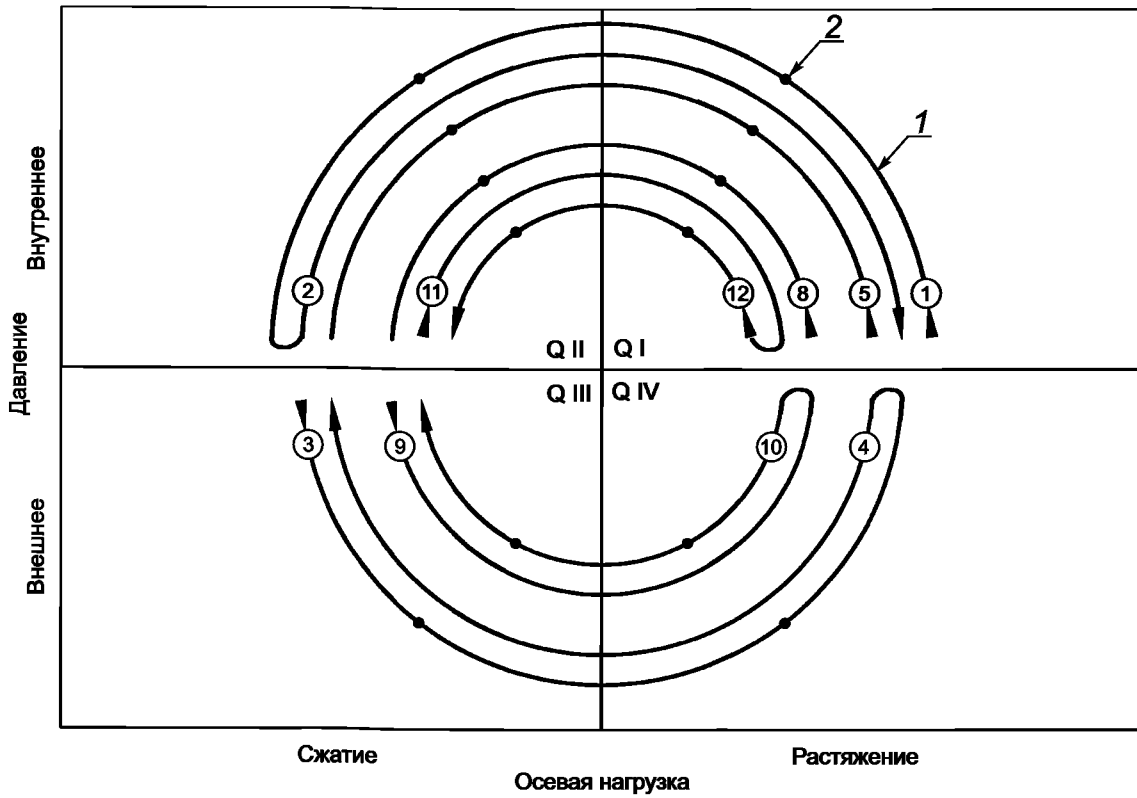 2
1
Внутреннее
Давление
Внешнее
2
11
12
8
5
1
Q II
Q I
Q III
Q IV
3
9
10
4
Сжатие
Растяжение
Осевая нагрузка